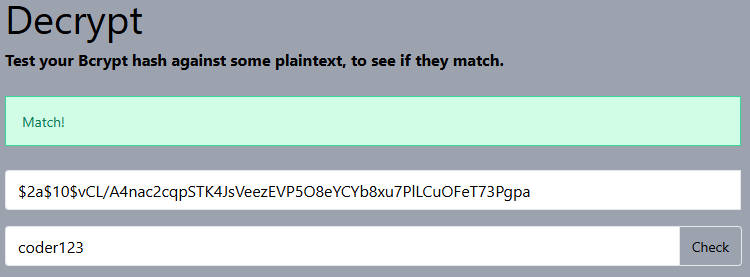 Decrypt
Test your Bcrypt hash against some plaintext, to see if they match.
Match!
$2a$10$vCL/A4nac2cqpSTK4JsVeezEVP5O8eYCYb8xu7PlLCuOFeT73Pgpa
coder123
Check